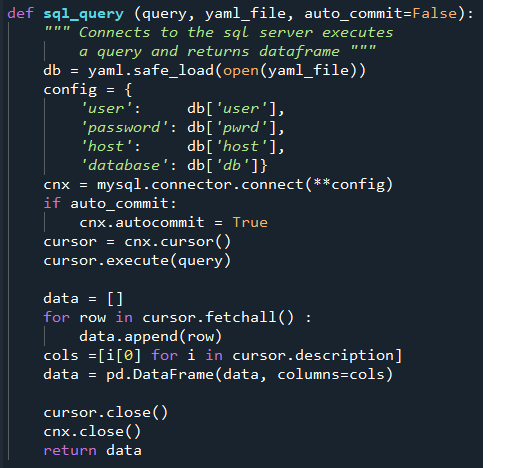 def sql_query (query, yaml_file, auto_commit=False):
    """ Connects to the sql server executes
        a query and returns dataframe """
    db = yaml.safe_load(open(yaml_file))
    config = {
        'user':     db['user'],
        'password': db['pwrd'],
        'host':     db['host'],
        'database': db['db']}
    cnx = mysql.connector.connect(**config)
    if auto_commit:
        cnx.autocommit = True
    cursor = cnx.cursor()
    cursor.execute(query)

    data = []
    for row in cursor.fetchall() :
        data.append(row)
    cols =[i[0] for i in cursor.description]
    data = pd.DataFrame(data, columns=cols)

    cursor.close()
    cnx.close()
    return data